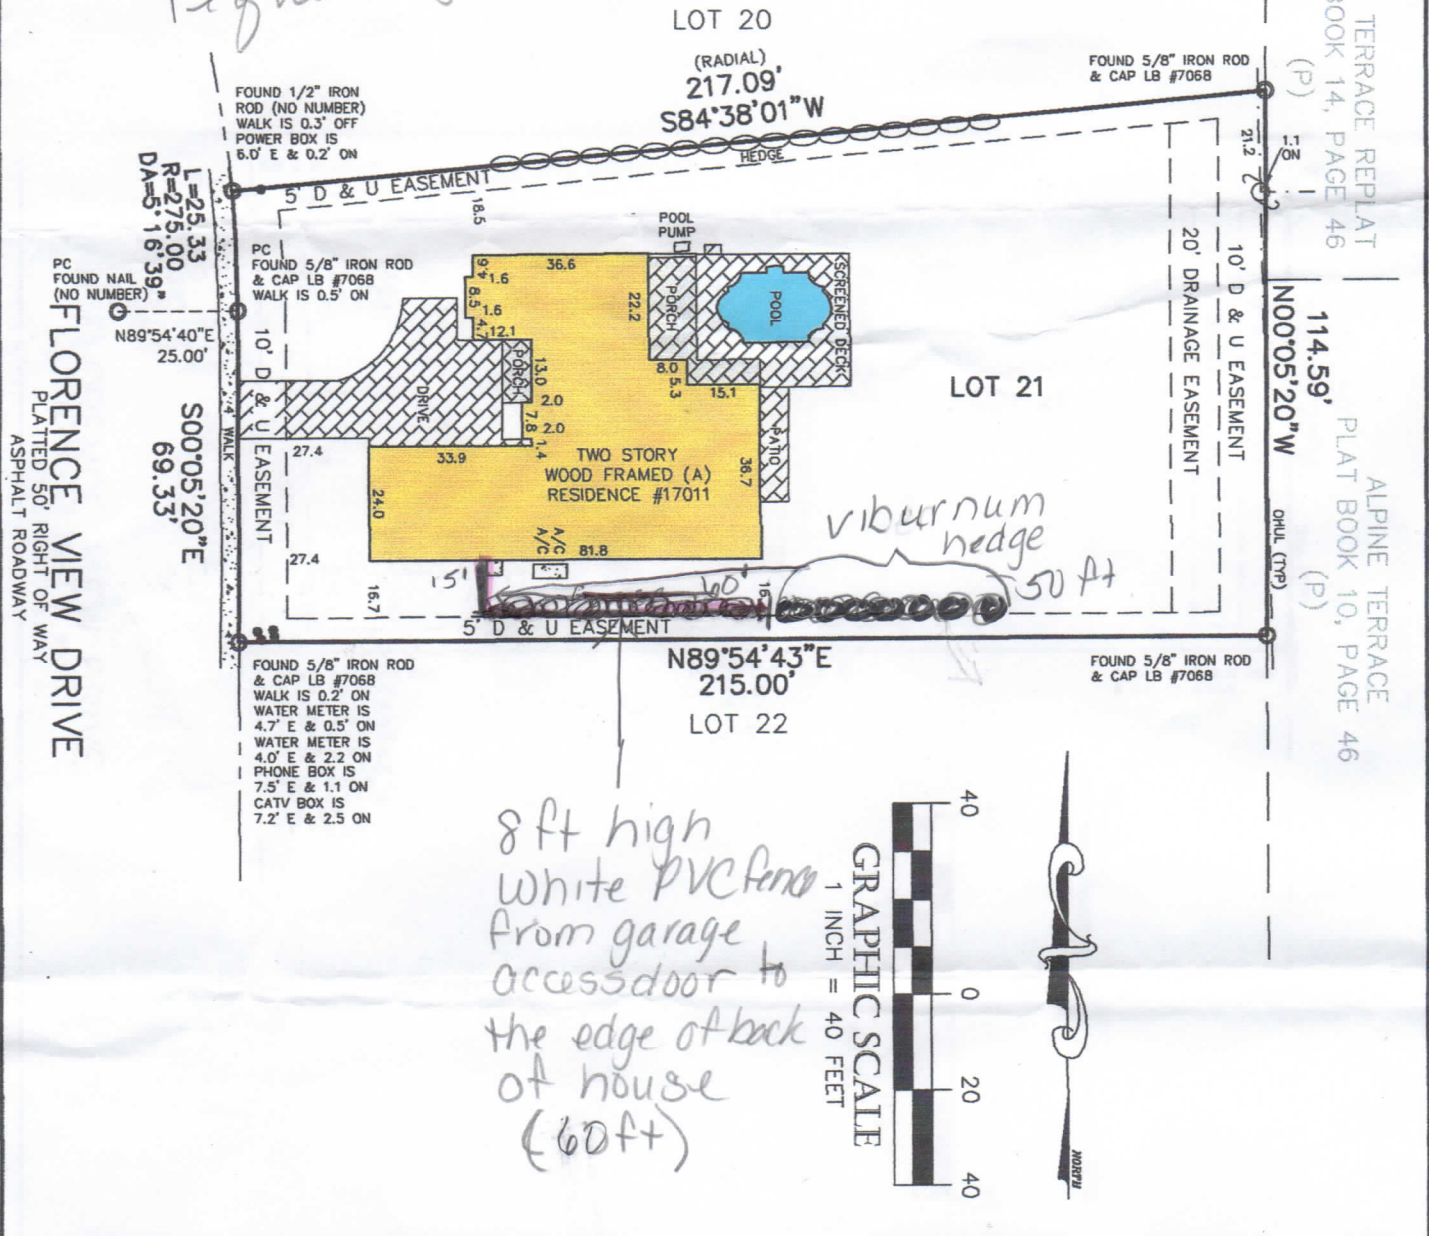 LOT 20
(RADIAL)
217.09'
S84°38'01"W
FOUND 5/8" IRON ROD
& CAP LB #7068
TERRACE REPLAT
BOOK 14, PAGE 46
(P)
FOUND 1/2" IRON
ROD (NO NUMBER)
WALK IS 0.3' OFF
POWER BOX IS
6.0' E & 0.2' ON
HEDGE
5' D & U EASEMENT
21.2
1.1
ON
L=25.33
R=275.00
DA=5°16'39"
18.5
PC
FOUND 5/8" IRON ROD
& CAP LB #7068
WALK IS 0.5' ON
PC
FOUND NAIL
(NO NUMBER)
N89°54'40"E
25.00'
POOL
PUMP
36.6
4.6
1.6
8.5
1.6
4.7
12.1
22.2
PORCH
POOL
SCREENED DECK
PORCH
13.0
2.0
7.8
2.0
1.4
8.0
5.3
15.1
DRIVE
PATIO
LOT 21
20' DRAINAGE EASEMENT
10' D & U EASEMENT
N00°05'20"W
114.59'
10' D & U EASEMENT
WALK
S00°05'20"E
69.33'
27.4
33.9
TWO STORY
WOOD FRAMED (A)
RESIDENCE #17011
36.7
24.0
27.4
A/C
A/C
81.8
viburnum
hedge
15'
60'
16.7
50 ft
5' D & U EASEMENT
OHUL (TYP)
ALPINE TERRACE
PLAT BOOK 10, PAGE 46
(P)
FLORENCE VIEW DRIVE
PLATTED 50' RIGHT OF WAY
ASPHALT ROADWAY
N89°54'43"E
215.00'
LOT 22
FOUND 5/8" IRON ROD
& CAP LB #7068
FOUND 5/8" IRON ROD
& CAP LB #7068
WALK IS 0.2' ON
WATER METER IS
4.7' E & 0.5' ON
WATER METER IS
4.0' E & 2.2 ON
PHONE BOX IS
7.5' E & 1.1 ON
CATV BOX IS
7.2' E & 2.5 ON
8ft high
white PVC fence
from garage
access door to
the edge of back
of house
(60ft)
GRAPHIC SCALE
1 INCH = 40 FEET
40
0
20
40
NORTH